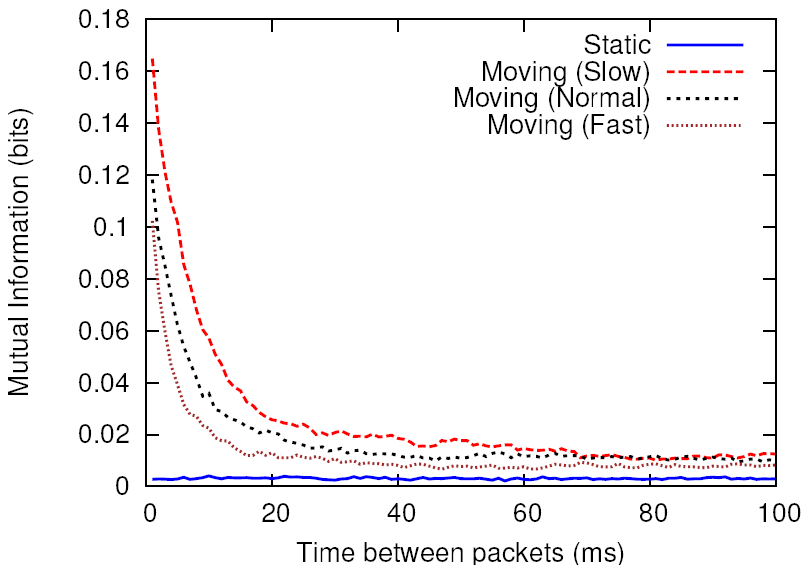 0.18
0.16
0.14
0.12
0.1
0.08
0.06
0.04
0.02
0
Mutual Information (bits)
Static
Moving (Slow)
Moving (Normal)
Moving (Fast)
0 20 40 60 80 100
Time between packets (ms)